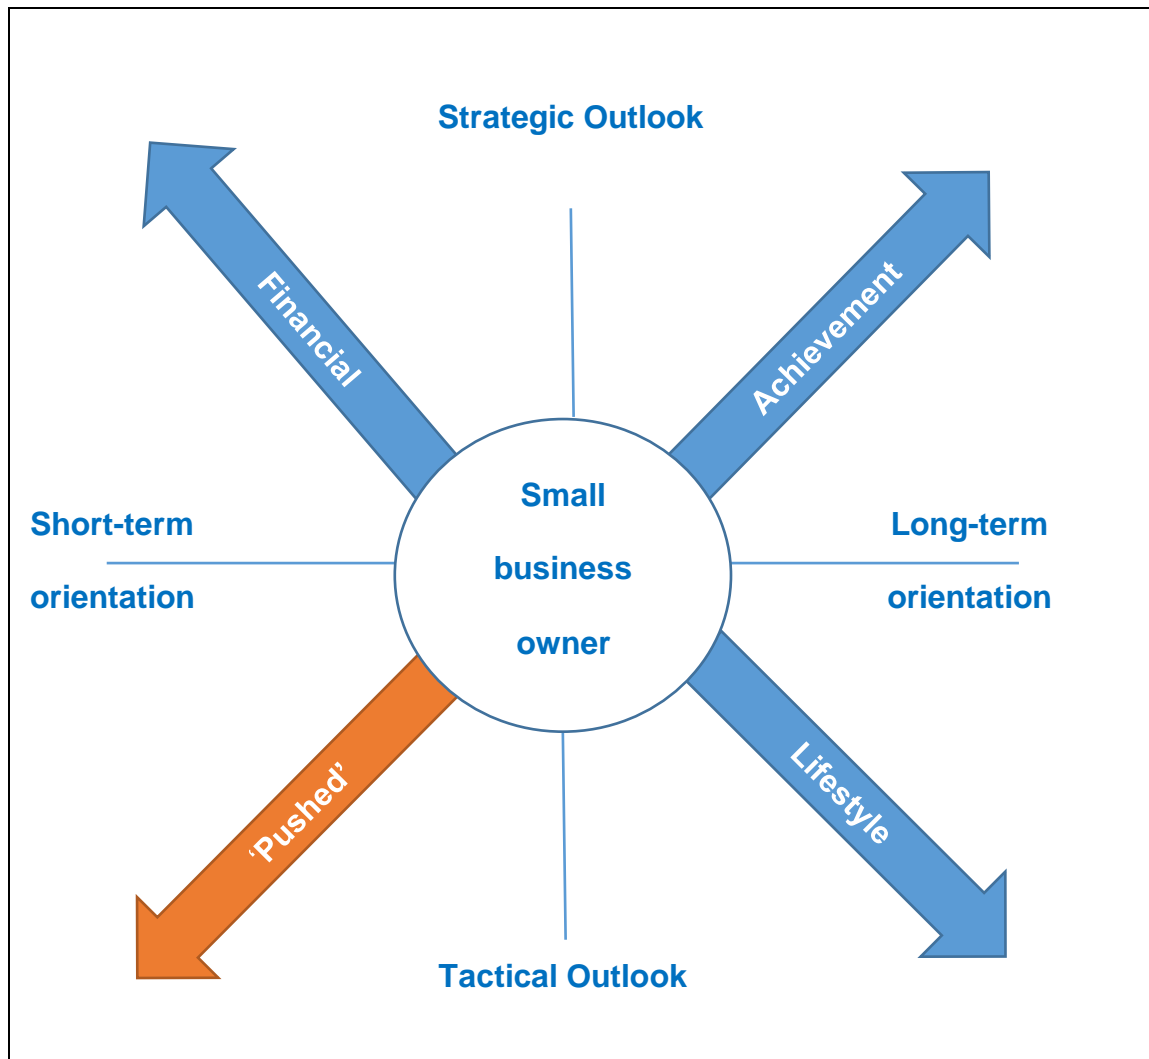 Strategic Outlook
Financial
Achievement
Short-term
orientation
Small
business
owner
Long-term
orientation
‘Pushed’
Lifestyle
Tactical Outlook